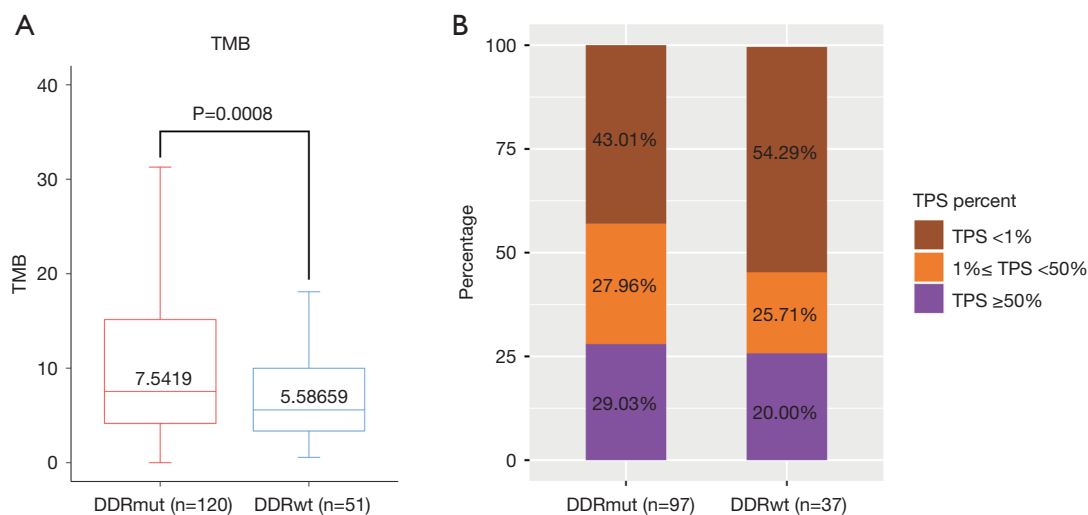 A
TMB
TMB
40
30
20
10
0
P=0.0008
7.5419
5.58659
DDRmut (n=120)
DDRwt (n=51)
B
Percentage
100
75
50
25
0
43.01%
27.96%
29.03%
54.29%
25.71%
20.00%
DDRmut (n=97)
DDRwt (n=37)
TPS percent
TPS <1%
1%≤ TPS <50%
TPS ≥50%